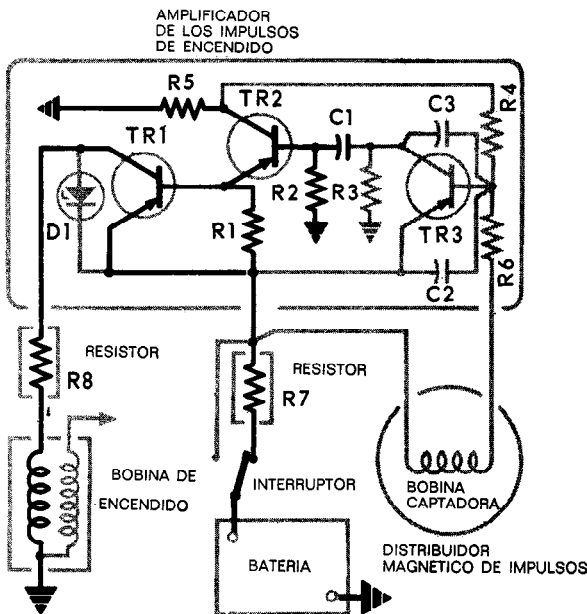 AMPLIFICADOR
DE LOS IMPULSOS
DE ENCENDIDO
R5
TR2
TR1
C1
C3
R4
D1
R1
R2
R3
TR3
R6
C2
RESISTOR
R8
RESISTOR
R7
BOBINA DE
ENCENDIDO
INTERRUPTOR
BOBINA
CAPTADORA
BATERIA
DISTRIBUIDOR
MAGNETICO DE IMPULSOS